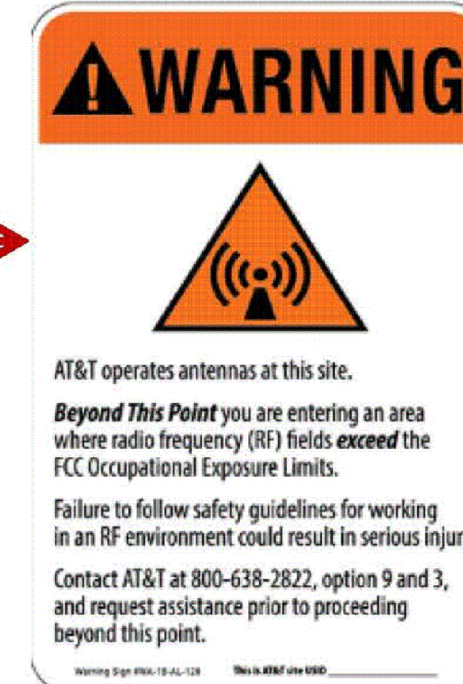 WARNING
AT&T operates antennas at this site.
Beyond This Point you are entering an area
where radio frequency (RF) fields exceed the
FCC Occupational Exposure Limits.
Failure to follow safety guidelines for working
in an RF environment could result in serious injur
Contact AT&T at 800-638-2822, option 9 and 3,
and request assistance prior to proceeding
beyond this point.
Warning Sign This is AT&T site USID